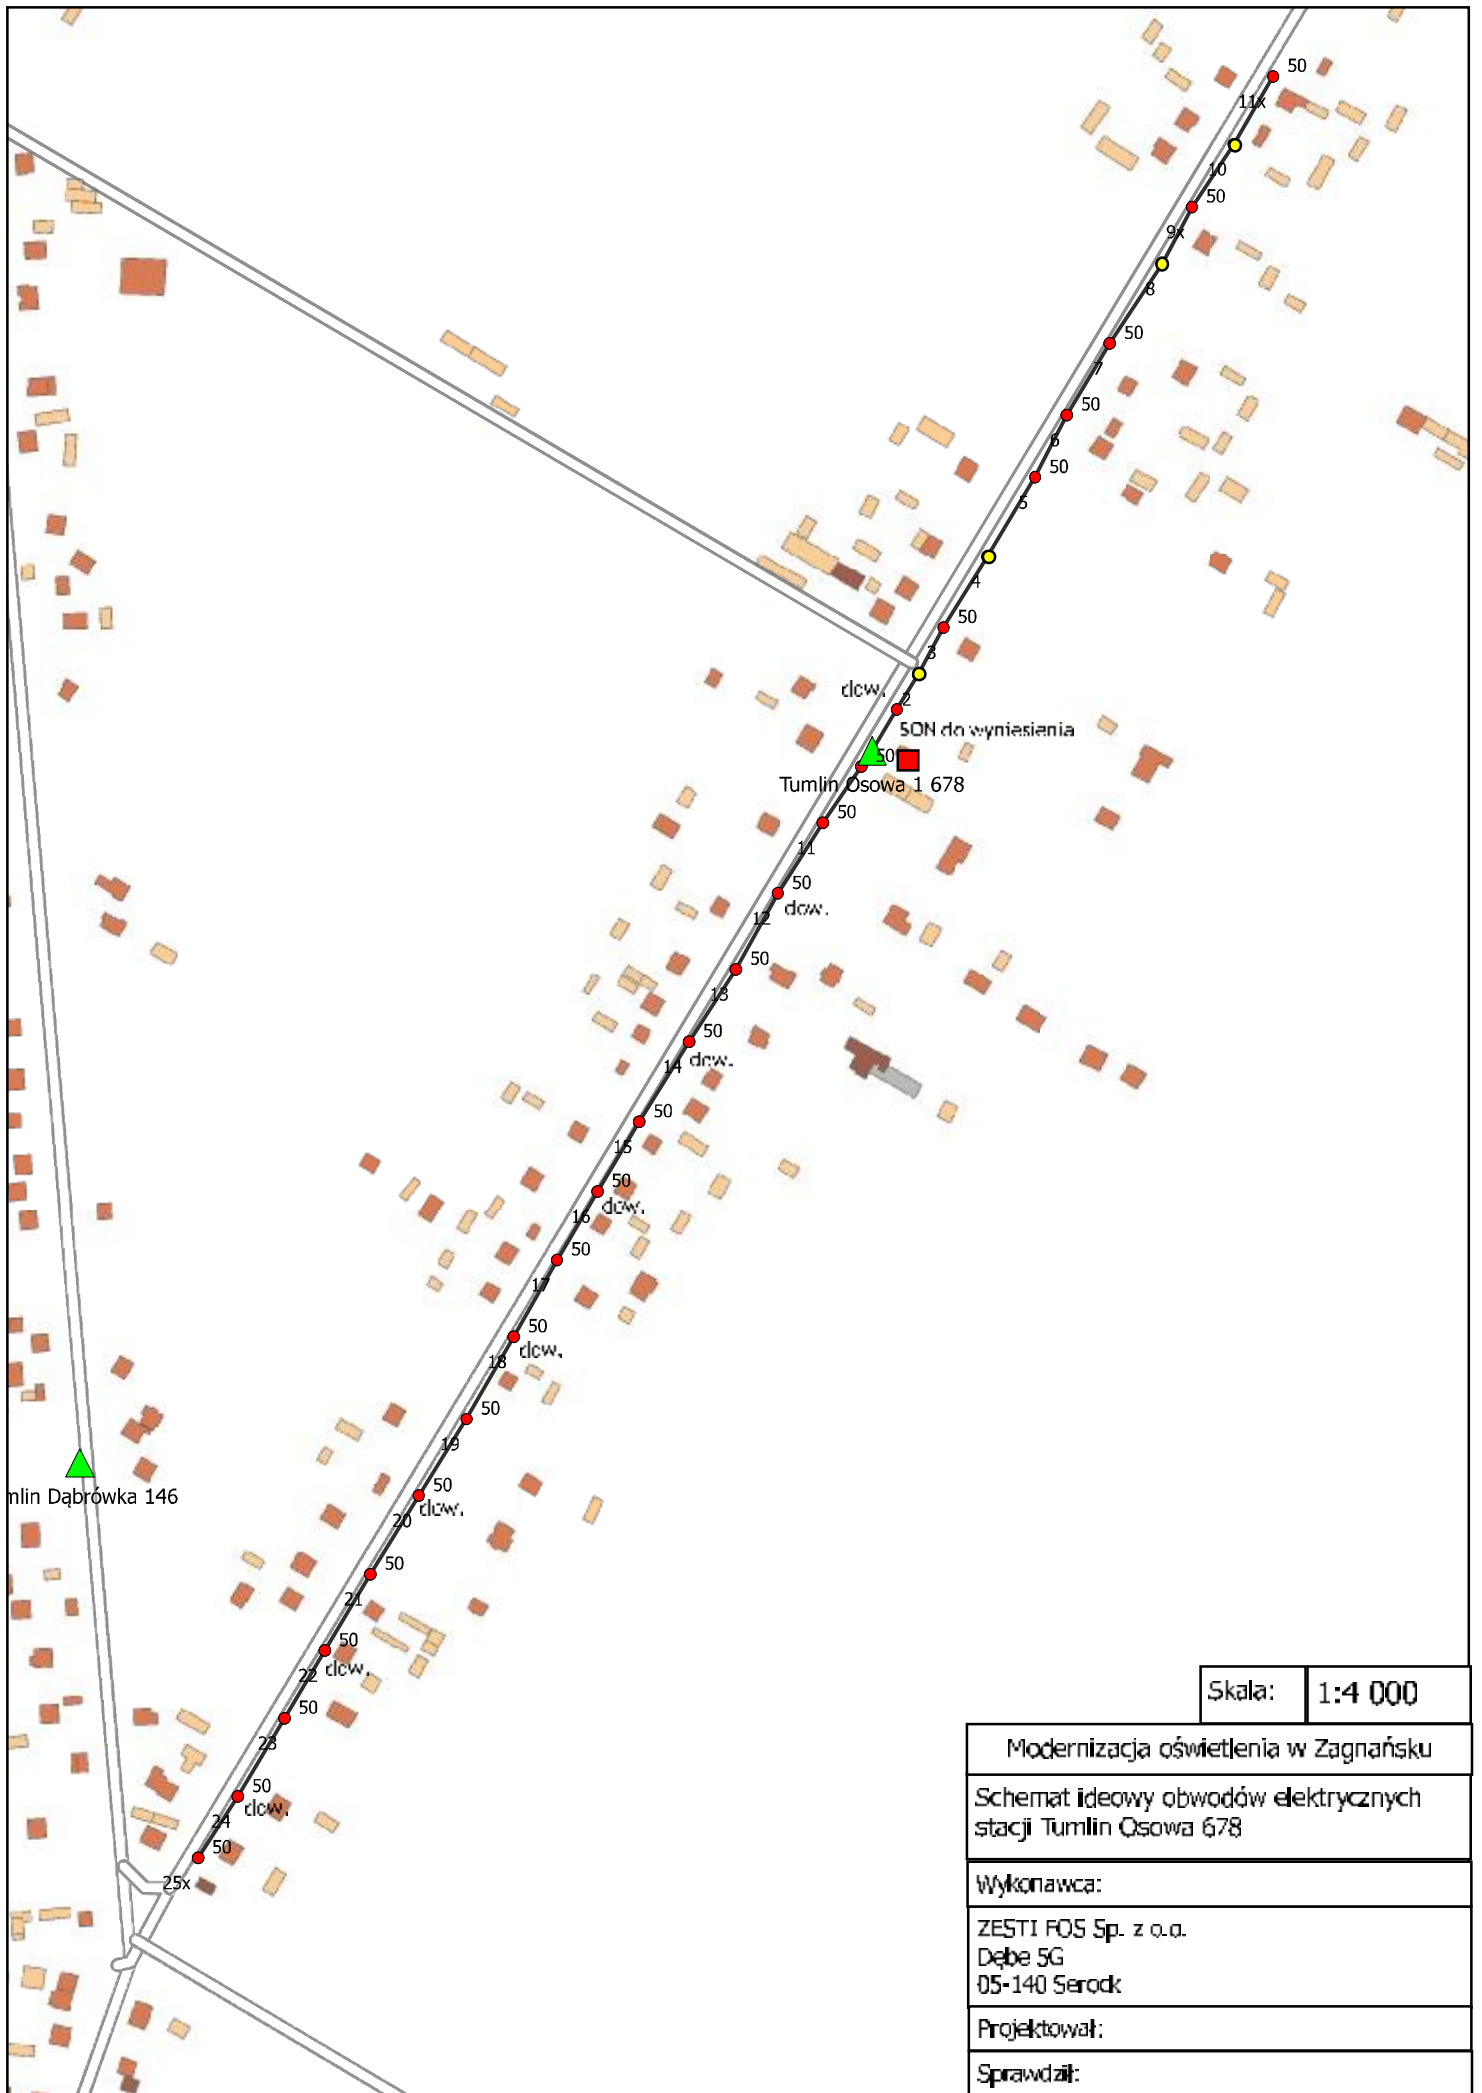 50
11x
10
50
9x
8
50
7
50
6
50
5
4
50
3
dow.
2
SON do wyniesienia
50
Tumlin Osowa 1 678
50
11
50
dow.
12
50
13
50
dow.
14
50
15
50
dow.
16
50
17
50
dow.
18
50
19
50
mlin Dąbrówka 146
dow.
20
50
21
50
dow.
22
50
23
50
dow.
24
50
25x
Skala:
1:4 000
Modernizacja oświetlenia w Zagnańsku
Schemat ideowy obwodów elektrycznych
stacji Tumlin Osowa 678
Wykonawca:
ZESTI FOS Sp. z o.o.
Dębe 5G
05-140 Serock
Projektował:
Sprawdził: